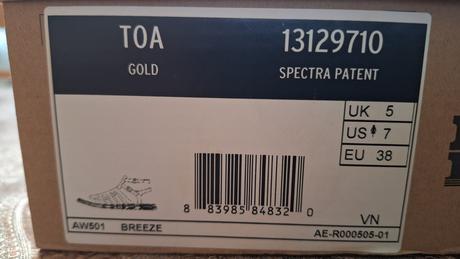 TOA 13129710
GOLD SPECTRA PATENT
UK 5
US 7
EU 38
8 83985 84832 0
VN
AW501 BREEZE AE-R000505-01